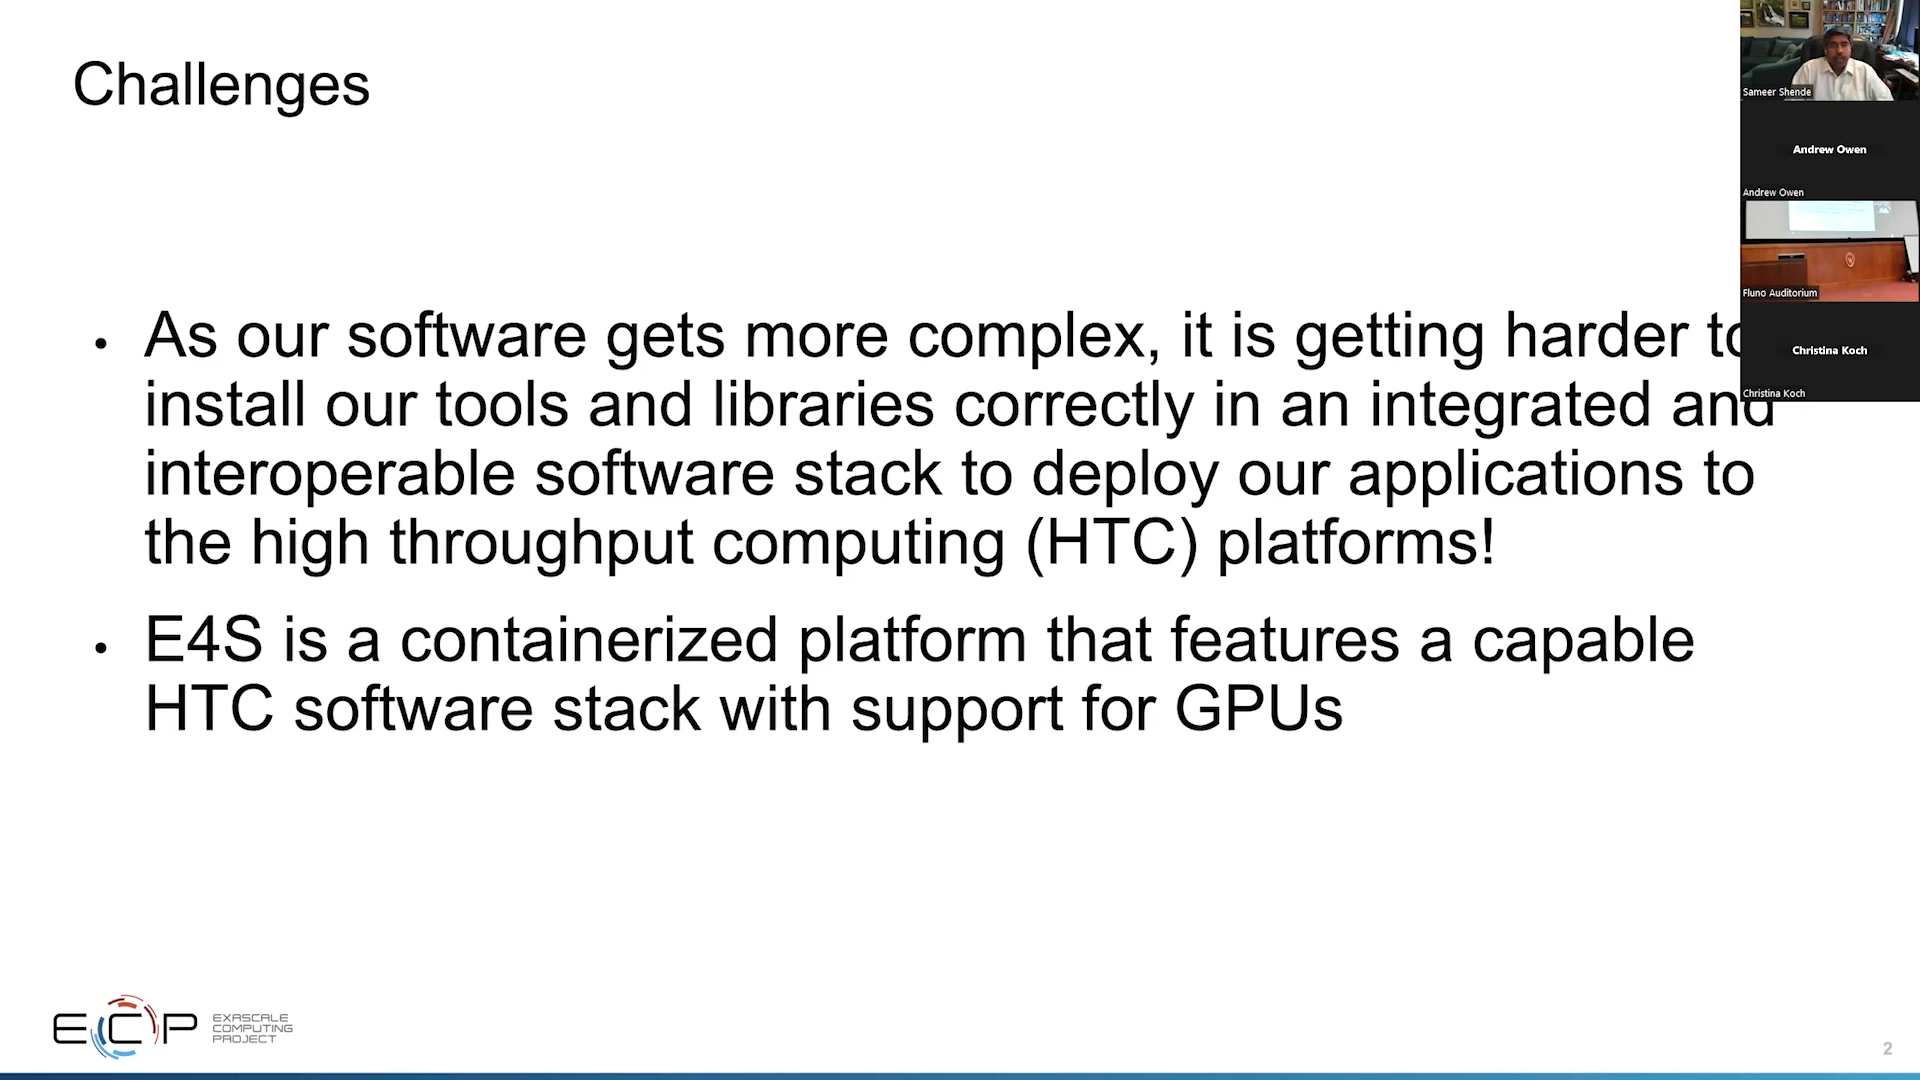 Challenges
• As our software gets more complex, it is getting harder to
install our tools and libraries correctly in an integrated and
interoperable software stack to deploy our applications to
the high throughput computing (HTC) platforms!
• E4S is a containerized platform that features a capable
HTC software stack with support for GPUs
ECP
EXASCALE
COMPUTING
PROJECT
2
Sameer Shende
Andrew Owen
Andrew Owen
Fluno Auditorium
Christina Koch
Christina Koch